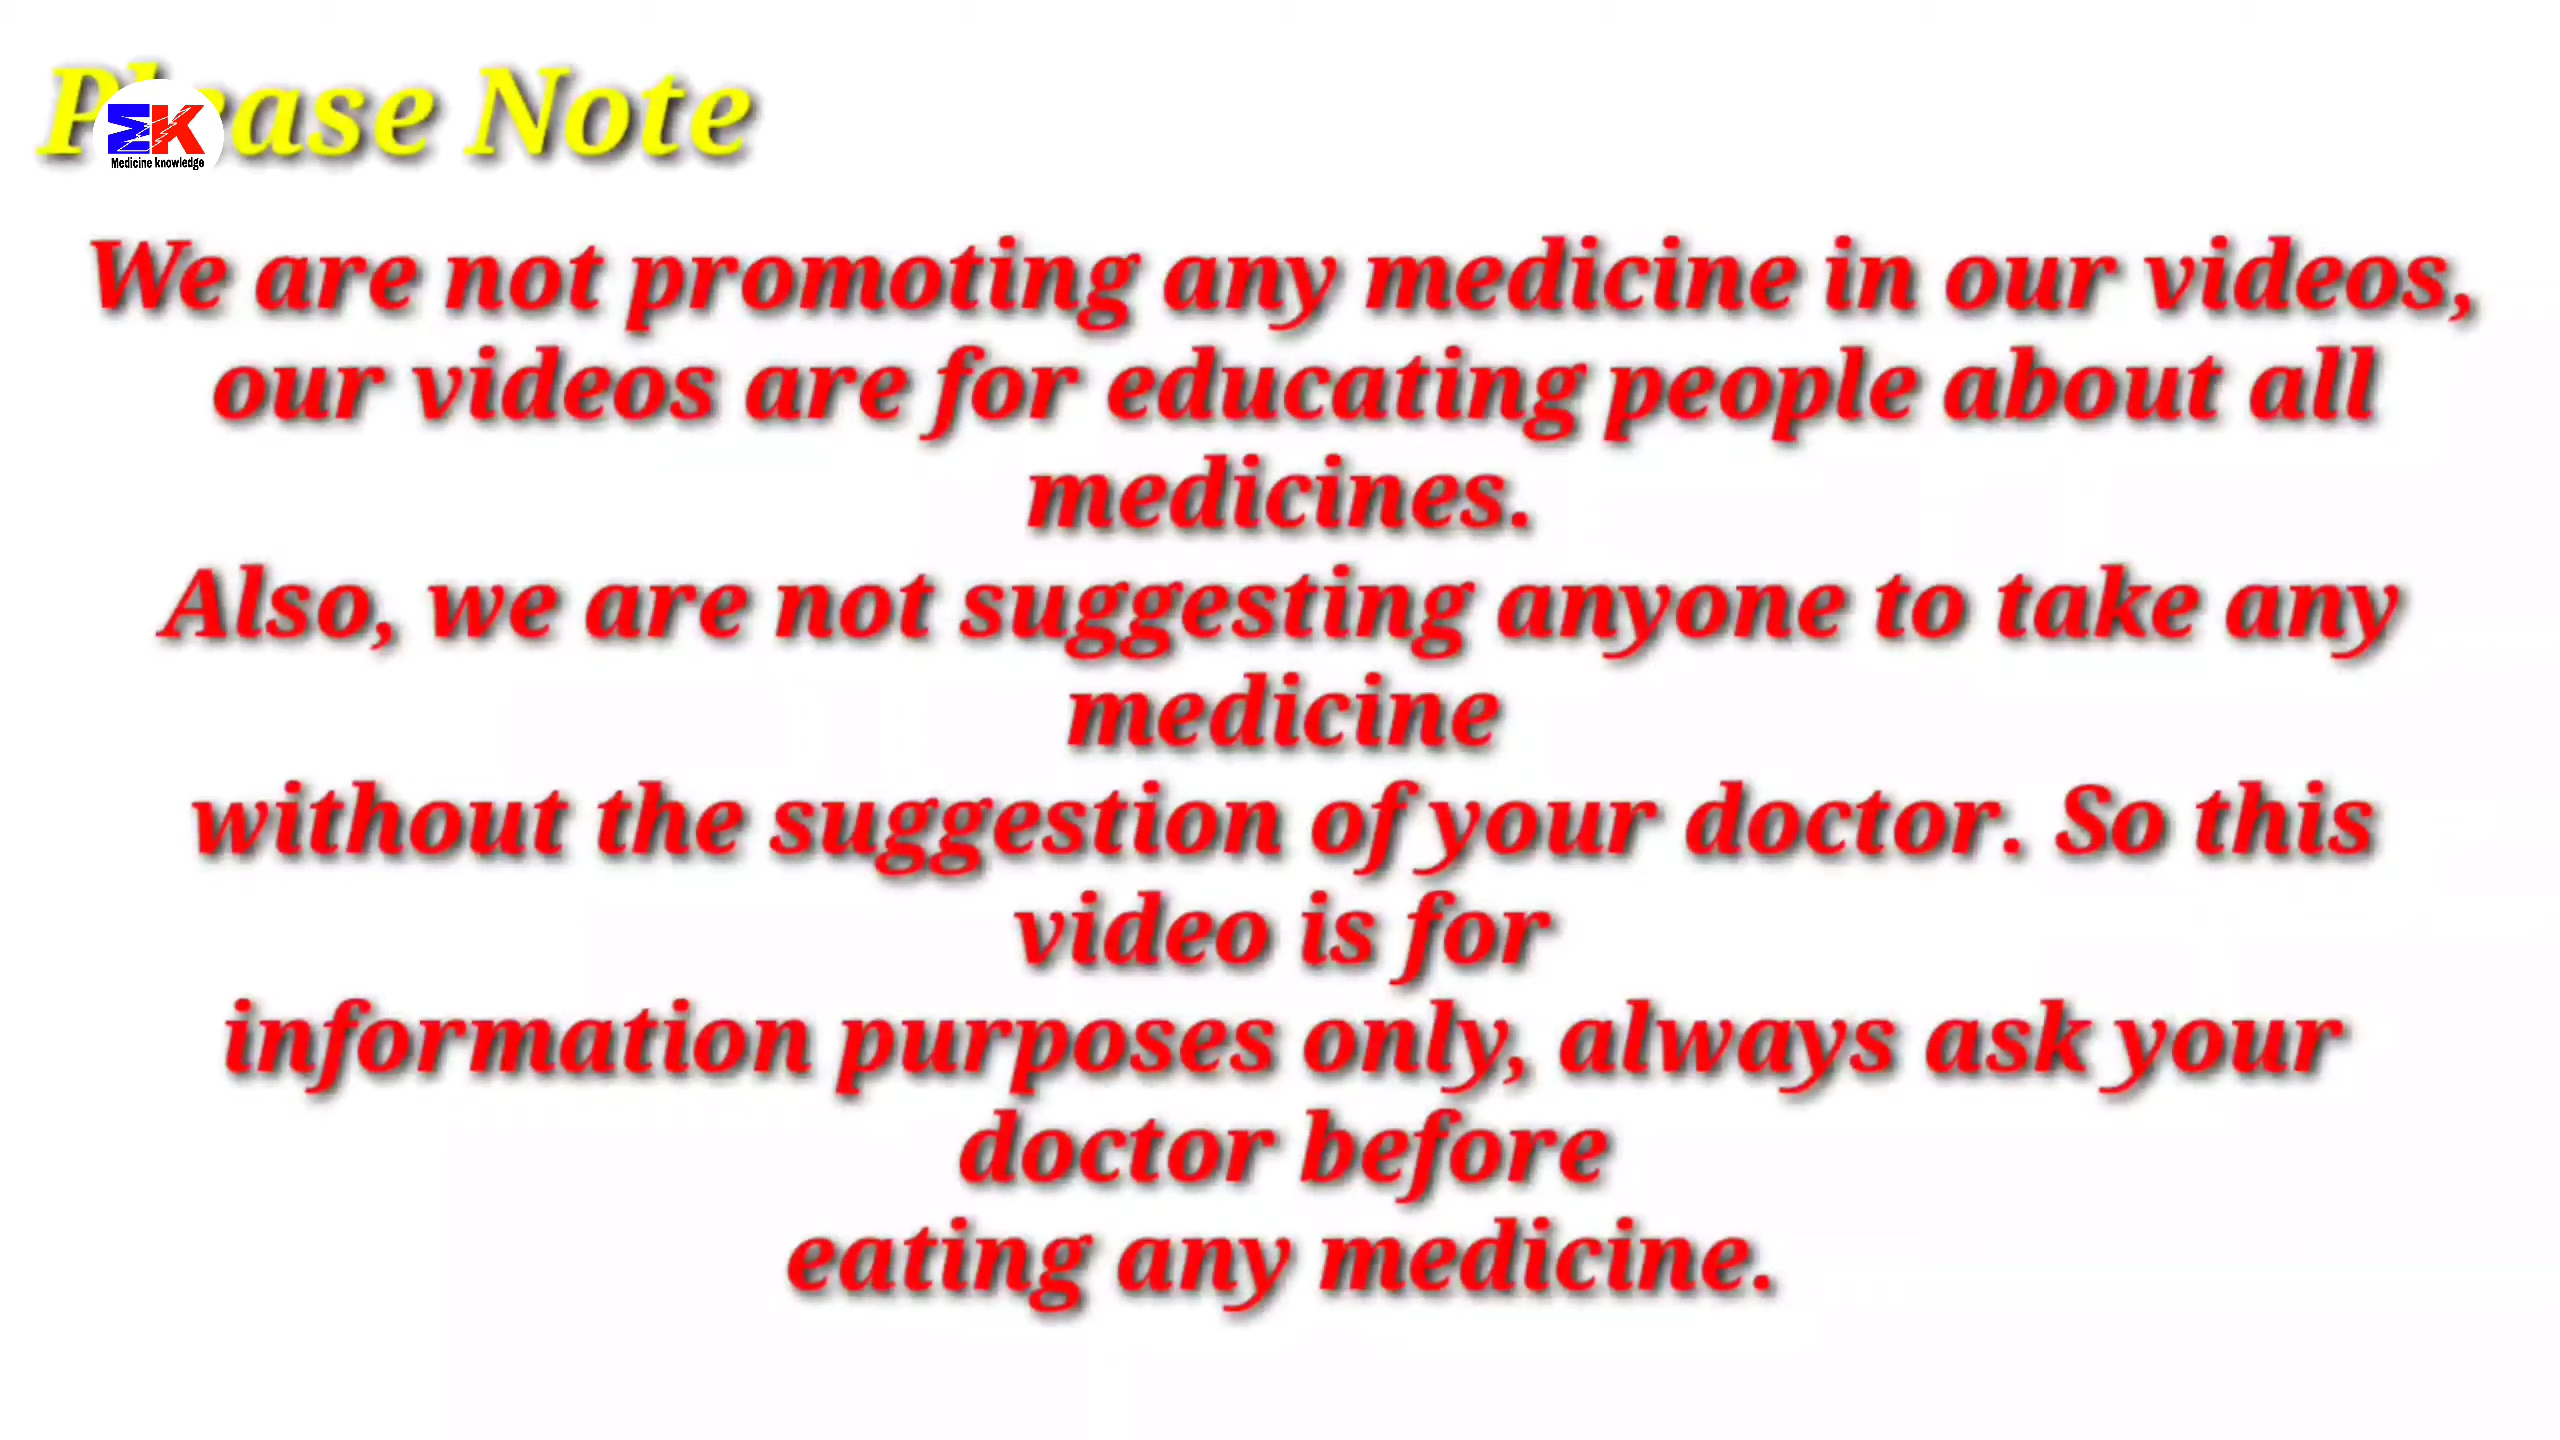 Please Note
MK
Medicine knowledge
We are not promoting any medicine in our videos,
our videos are for educating people about all
medicines.
Also, we are not suggesting anyone to take any
medicine
without the suggestion of your doctor. So this
video is for
information purposes only, always ask your
doctor before
eating any medicine.